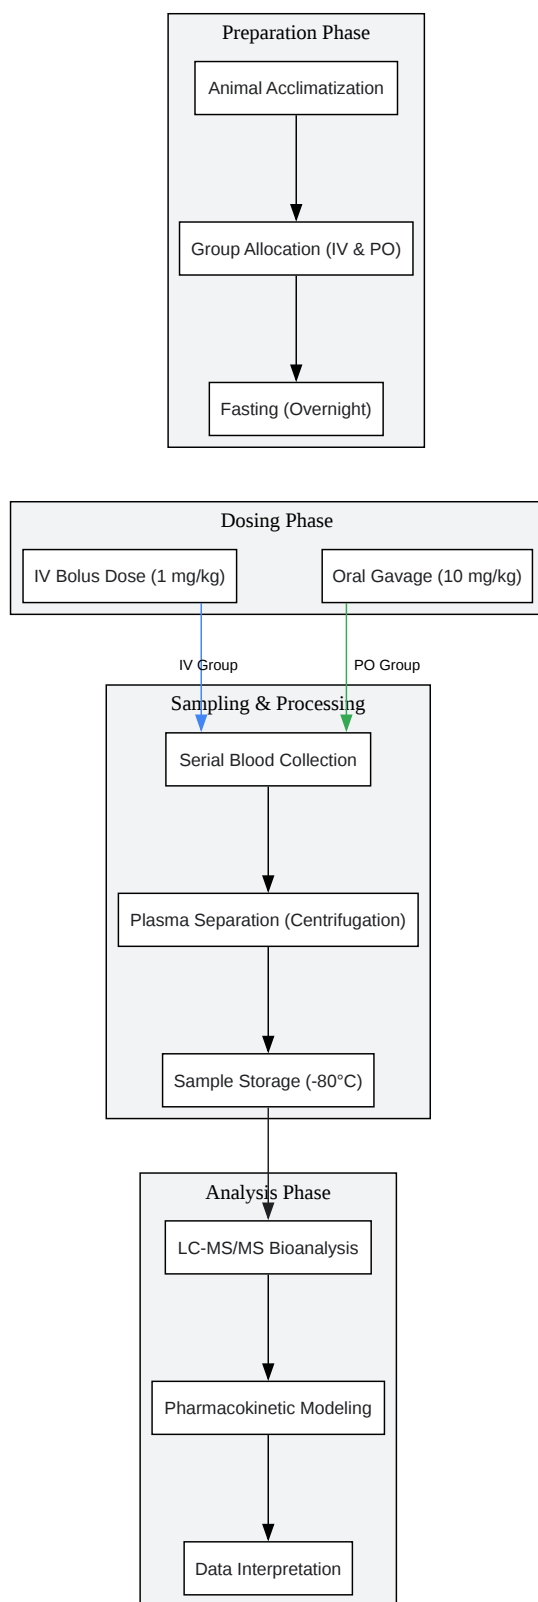 Preparation Phase
Animal Acclimatization
Group Allocation (IV & PO)
Fasting (Overnight)
Dosing Phase
IV Bolus Dose (1 mg/kg)
Oral Gavage (10 mg/kg)
IV Group
PO Group
Sampling & Processing
Serial Blood Collection
Plasma Separation (Centrifugation)
Sample Storage (-80°C)
Analysis Phase
LC-MS/MS Bioanalysis
Pharmacokinetic Modeling
Data Interpretation